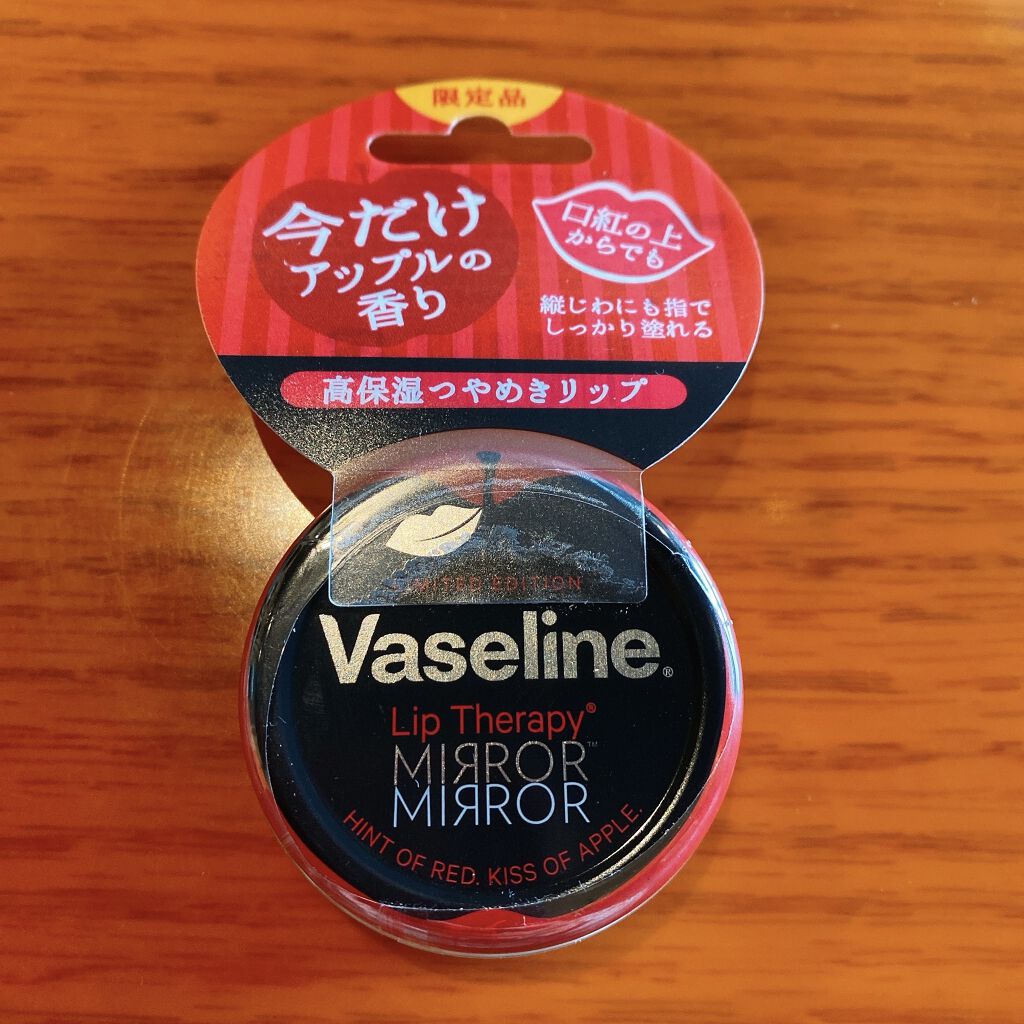 限定品
今だけ
アップルの
香り
口紅の上
からでも
縦じわにも指で
しっかり塗れる
高保湿つやめきリップ
LIMITED EDITION
Vaseline®
Lip Therapy®
MIRROR™
MIRROR
HINT OF RED. KISS OF APPLE.